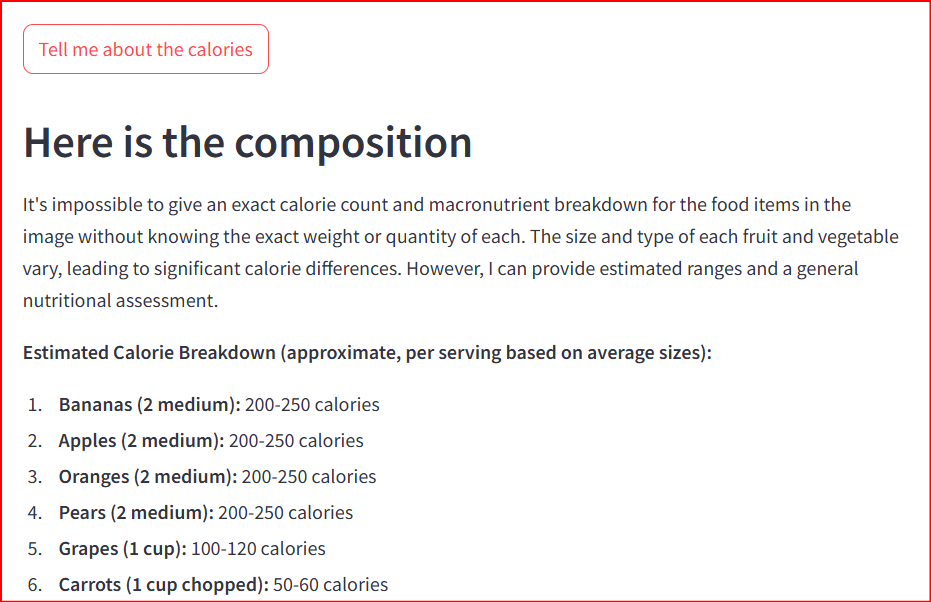 Tell me about the calories
Here is the composition
It's impossible to give an exact calorie count and macronutrient breakdown for the food items in the
image without knowing the exact weight or quantity of each. The size and type of each fruit and vegetable
vary, leading to significant calorie differences. However, I can provide estimated ranges and a general
nutritional assessment.
Estimated Calorie Breakdown (approximate, per serving based on average sizes):
1. Bananas (2 medium): 200-250 calories
2. Apples (2 medium): 200-250 calories
3. Oranges (2 medium): 200-250 calories
4. Pears (2 medium): 200-250 calories
5. Grapes (1 cup): 100-120 calories
6. Carrots (1 cup chopped): 50-60 calories